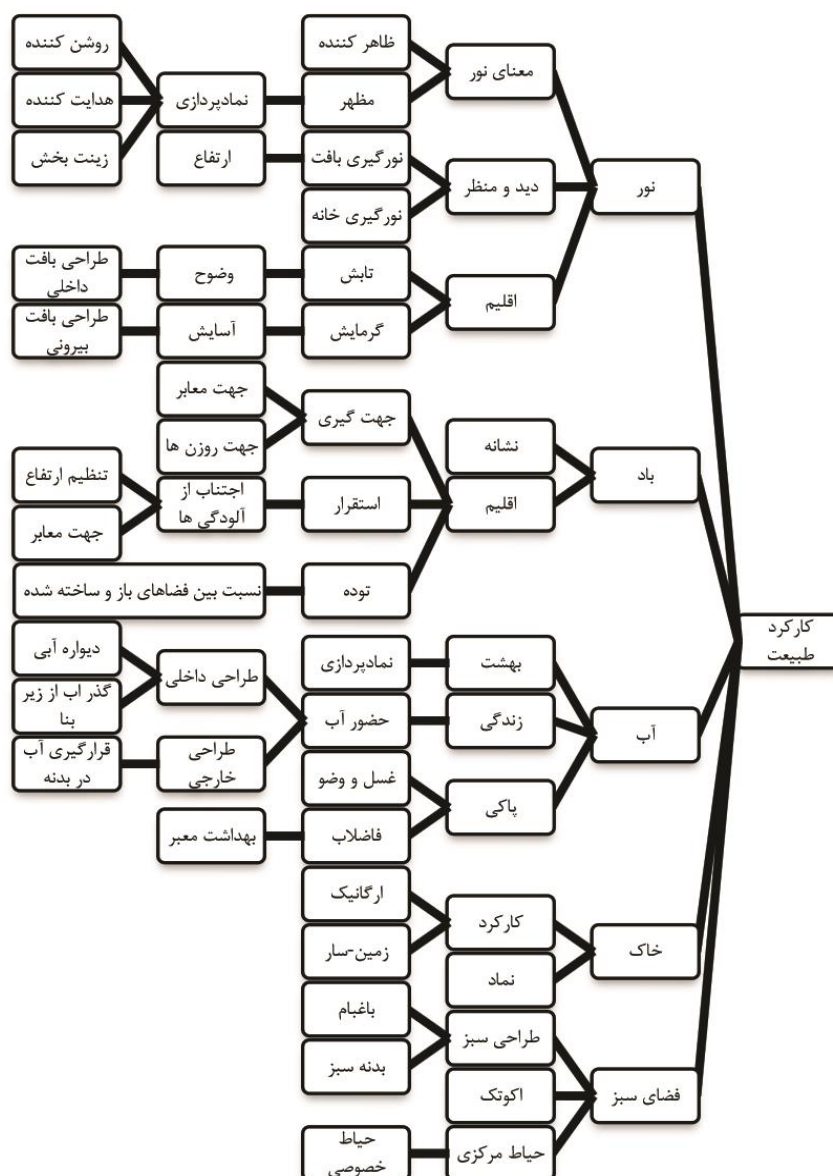 کارکرد
طبیعت
نور
معنای نور
ظاهر کننده
مظهر
نمادپردازی
روشن کننده
هدایت کننده
زینت بخش
دید و منظر
نورگیری بافت
ارتفاع
نورگیری خانه
اقلیم
تابش
وضوح
طراحی بافت
داخلی
گرمایش
آسایش
طراحی بافت
بیرونی
باد
نشانه
اقلیم
جهت گیری
جهت معابر
جهت روزن ها
استقرار
اجتناب از
آلودگی ها
تنظیم ارتفاع
جهت معابر
توده
نسبت بین فضاهای باز و ساخته شده
آب
بهشت
نمادپردازی
زندگی
حضور آب
طراحی داخلی
دیواره آبی
گذر اب از زیر
بنا
طراحی
خارجی
قرارگیری آب
در بدنه
پاکی
غسل و وضو
فاضلاب
بهداشت معبر
خاک
کارکرد
ارگانیک
زمین-سار
نماد
فضای سبز
طراحی سبز
باغبام
بدنه سبز
اکوتک
حیاط مرکزی
حیاط
خصوصی